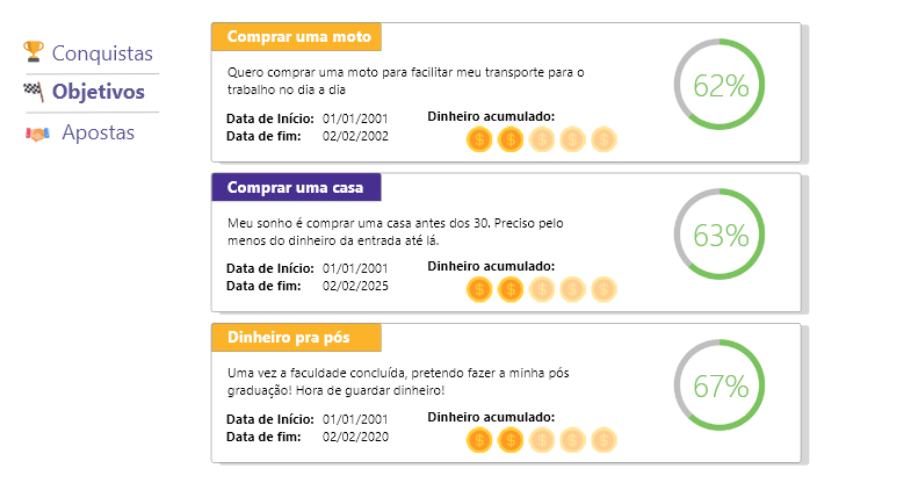 Conquistas
Objetivos
Apostas
Comprar uma moto
Quero comprar uma moto para facilitar meu transporte para o
trabalho no dia a dia
Data de Início: 01/01/2001
Data de fim: 02/02/2002
Dinheiro acumulado:
$ $ $ $ $
62%
Comprar uma casa
Meu sonho é comprar uma casa antes dos 30. Preciso pelo
menos do dinheiro da entrada até lá.
Data de Início: 01/01/2001
Data de fim: 02/02/2025
Dinheiro acumulado:
$ $ $ $ $
63%
Dinheiro pra pós
Uma vez a faculdade concluída, pretendo fazer a minha pós
graduação! Hora de guardar dinheiro!
Data de Início: 01/01/2001
Data de fim: 02/02/2020
Dinheiro acumulado:
$ $ $ $ $
67%